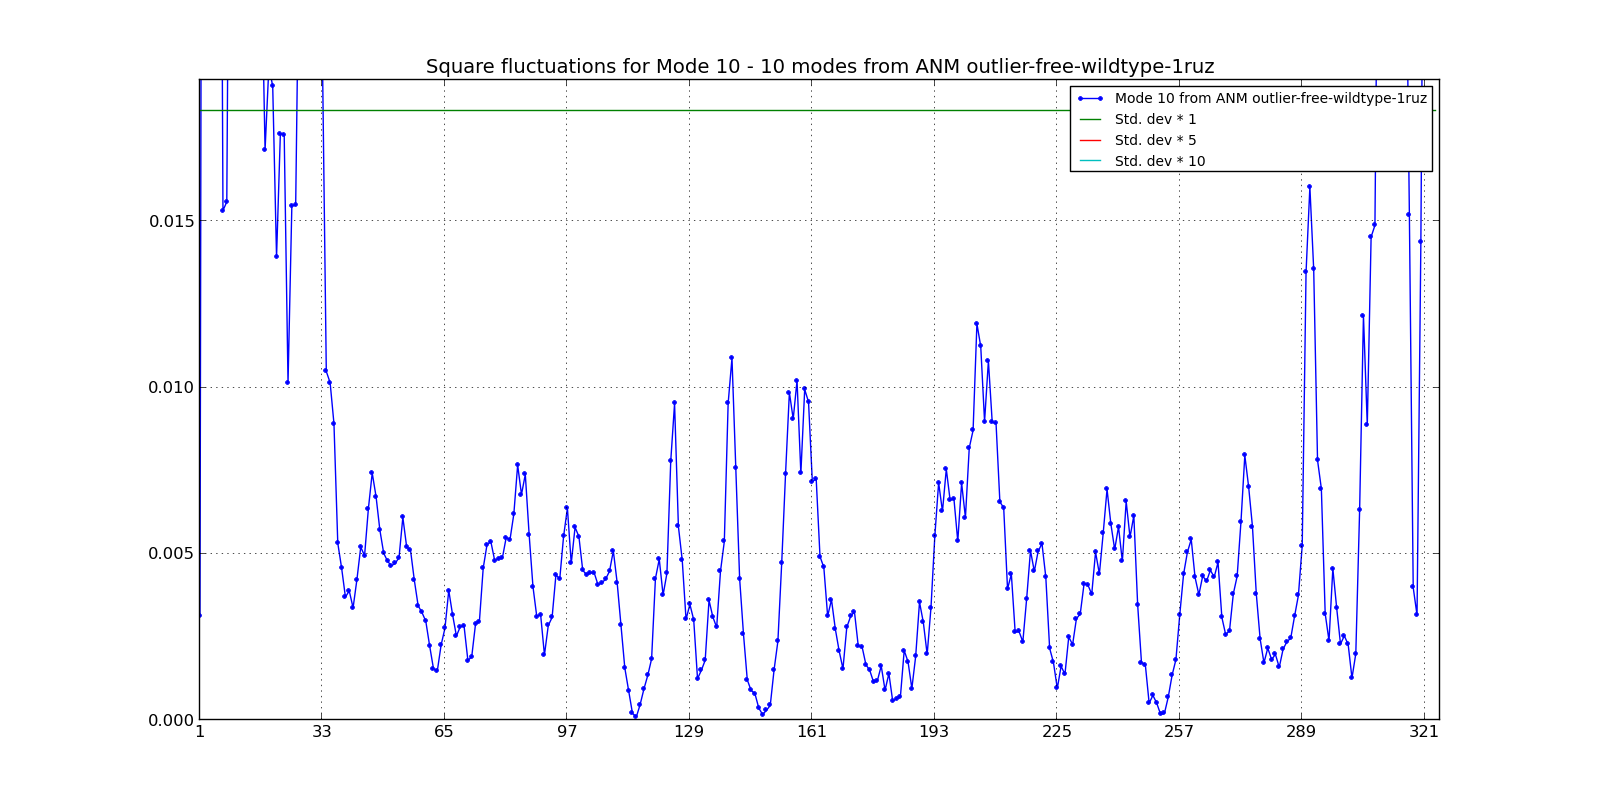 Square fluctuations for Mode 10 - 10 modes from ANM outlier-free-wildtype-1ruz
Mode 10 from ANM outlier-free-wildtype-1ruz
Std. dev * 1
Std. dev * 5
Std. dev * 10
0.015
0.010
0.005
0.000
1 33 65 97 129 161 193 225 257 289 321